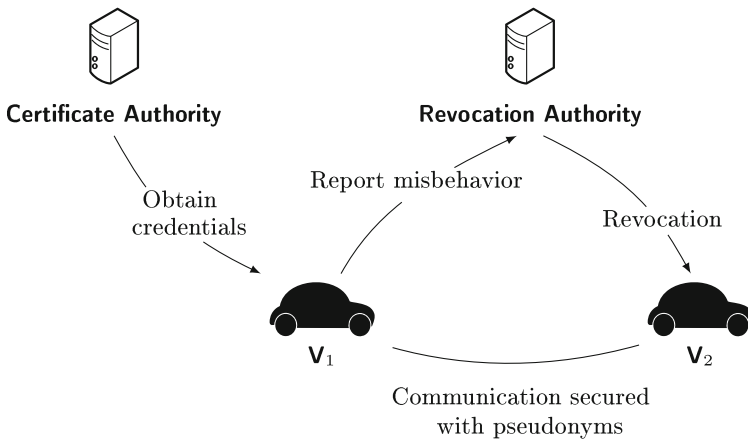 Certificate Authority
Revocation Authority
Report misbehavior
Obtain
credentials
Revocation
V₁
V₂
Communication secured
with pseudonyms